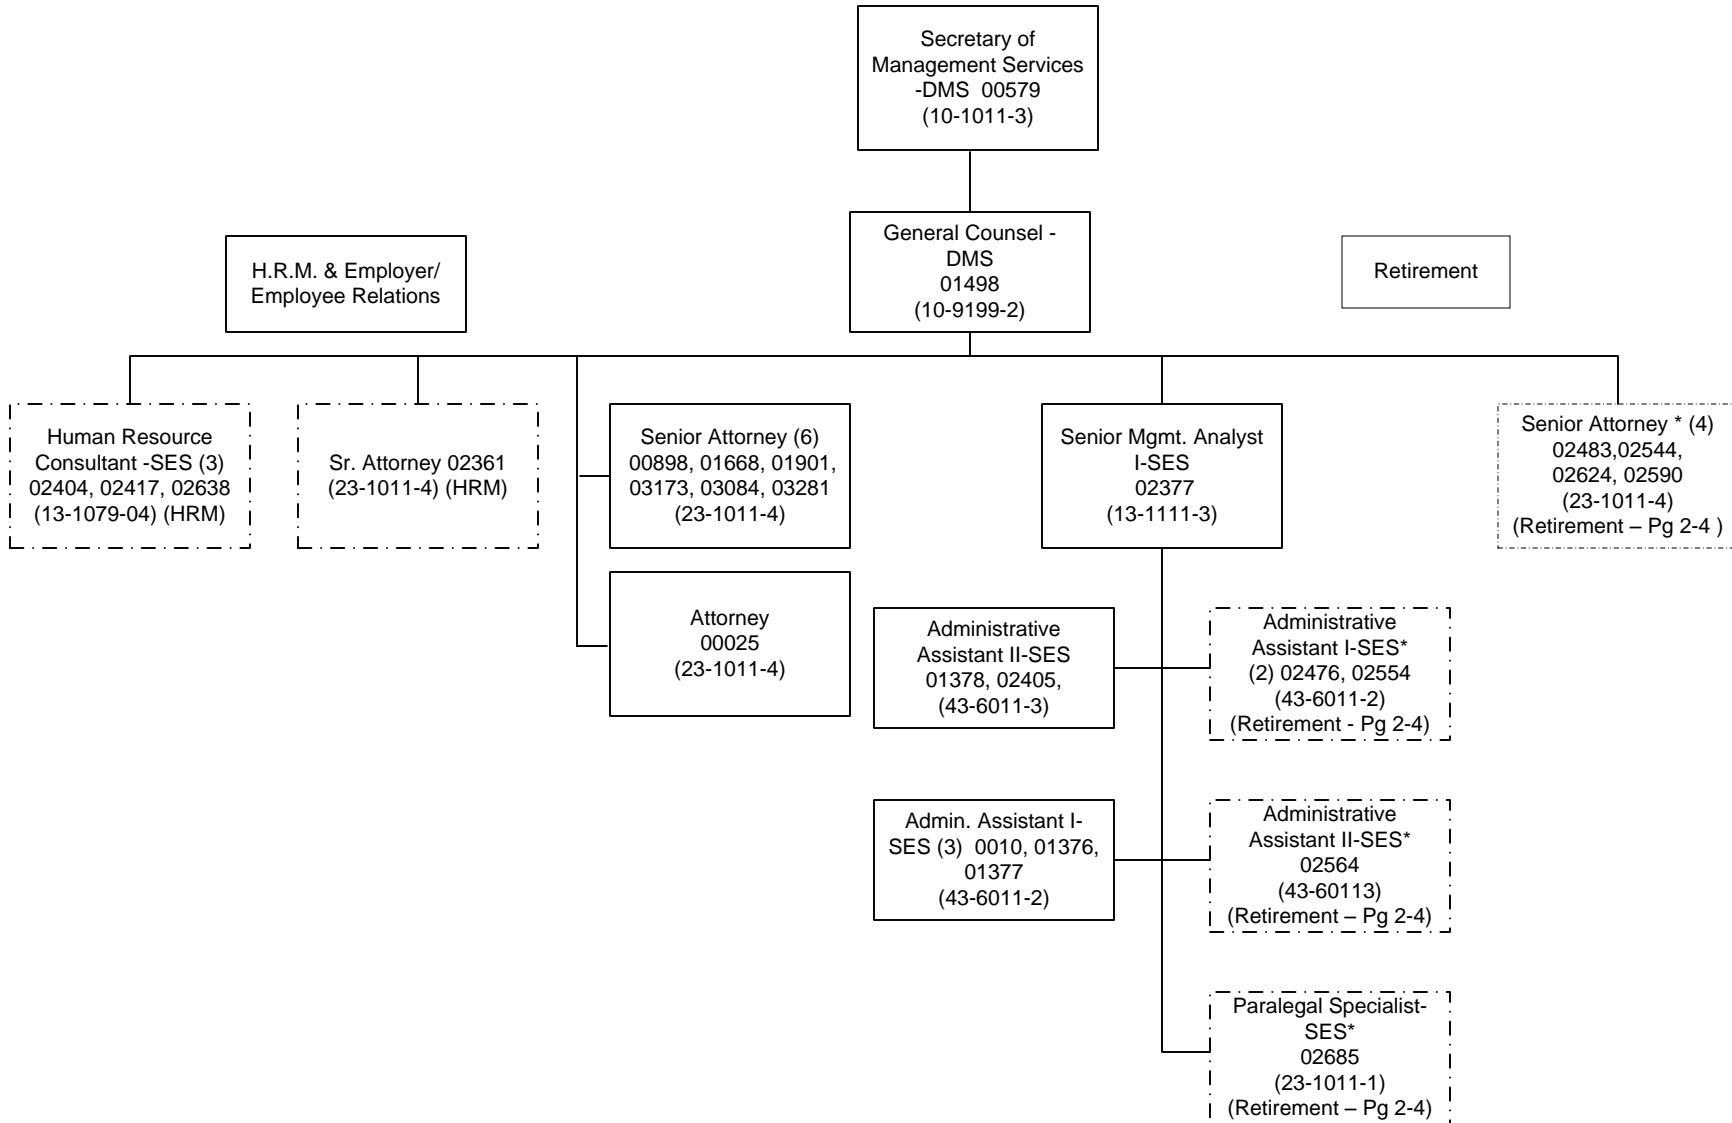 Secretary of
Management Services
-DMS  00579
(10-1011-3)
General Counsel -
DMS
01498
(10-9199-2)
H.R.M. & Employer/
Employee Relations
Retirement
Human Resource
Consultant -SES (3)
02404, 02417, 02638
(13-1079-04) (HRM)
Sr. Attorney 02361
(23-1011-4) (HRM)
Senior Attorney (6)
00898, 01668, 01901,
03173, 03084, 03281
(23-1011-4)
Senior Mgmt. Analyst
I-SES
02377
(13-1111-3)
Senior Attorney * (4)
02483,02544,
02624, 02590
(23-1011-4)
(Retirement – Pg 2-4 )
Attorney
00025
(23-1011-4)
Administrative
Assistant II-SES
01378, 02405,
(43-6011-3)
Administrative
Assistant I-SES*
(2) 02476, 02554
(43-6011-2)
(Retirement - Pg 2-4)
Admin. Assistant I-
SES (3)  0010, 01376,
01377
(43-6011-2)
Administrative
Assistant II-SES*
02564
(43-60113)
(Retirement – Pg 2-4)
Paralegal Specialist-
SES*
02685
(23-1011-1)
(Retirement – Pg 2-4)